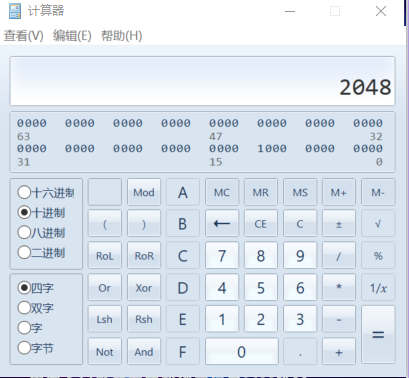 计算器
查看(V) 编辑(E) 帮助(H)
2048
0000 0000 0000 0000 0000 0000 0000 0000
63 47 32
0000 0000 0000 0000 0000 1000 0000 0000
31 15 0
十六进制 Mod A MC MR MS M+ M-
十进制 ( ) B ← CE C ± √
八进制
二进制 RoL RoR C 7 8 9 / %
四字 Or Xor D 4 5 6 * 1/x
双字
字 Lsh Rsh E 1 2 3 - =
字节 Not And F 0 . +